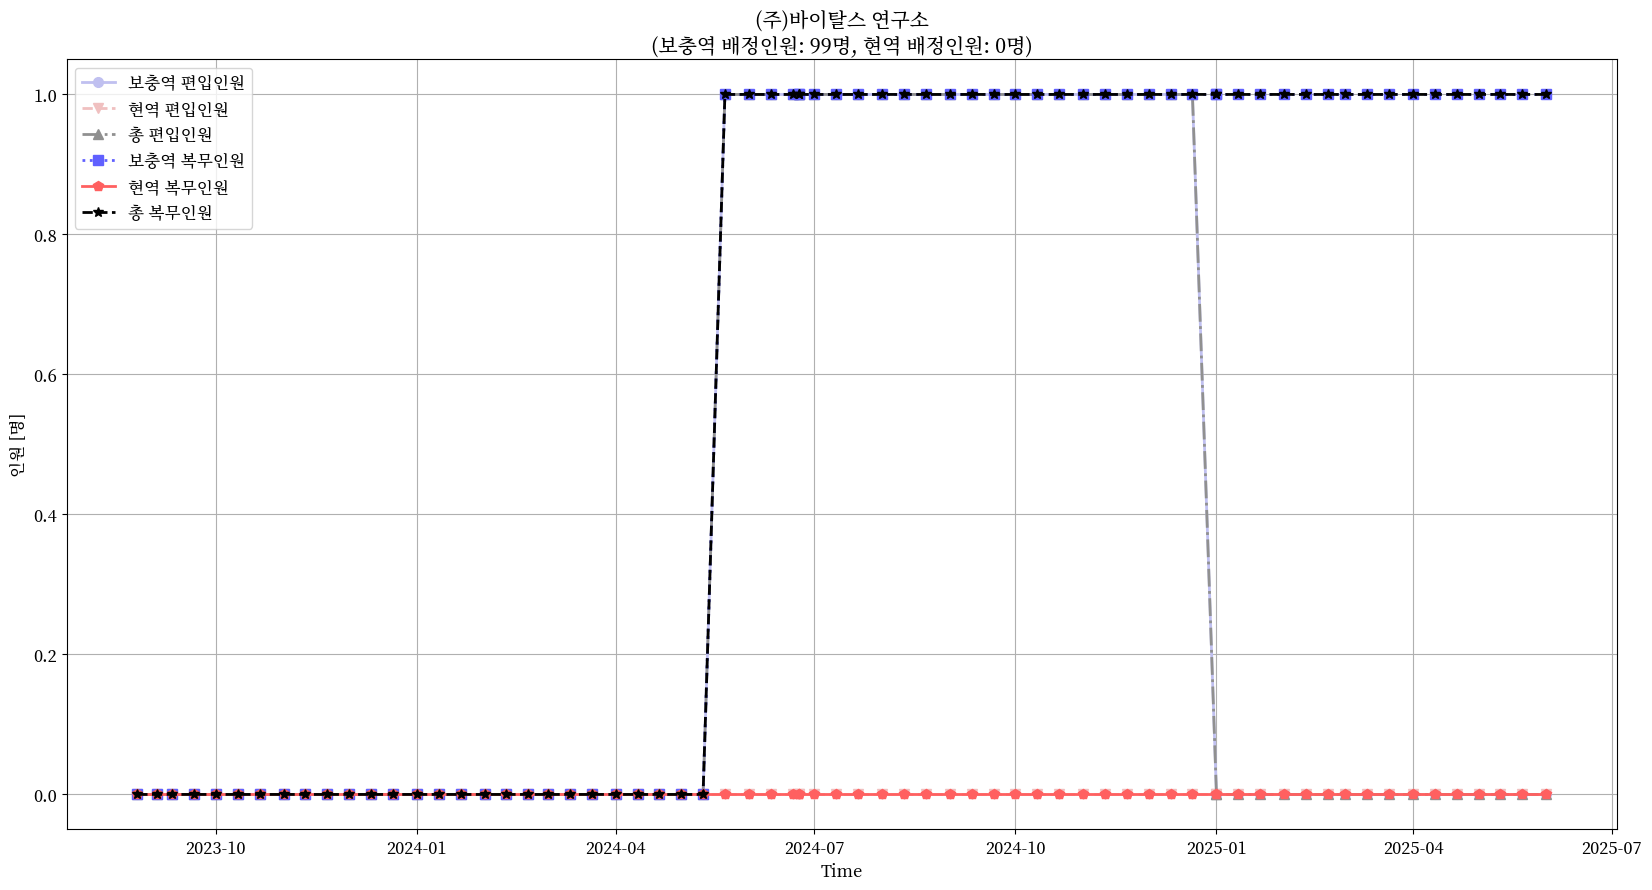 (주)바이탈스 연구소
(보충역 배정인원: 99명, 현역 배정인원: 0명)
보충역 편입인원
현역 편입인원
총 편입인원
보충역 복무인원
현역 복무인원
총 복무인원
1.0
0.8
0.6
0.4
0.2
0.0
인원 [명]
2023-10
2024-01
2024-04
2024-07
2024-10
2025-01
2025-04
2025-07
Time